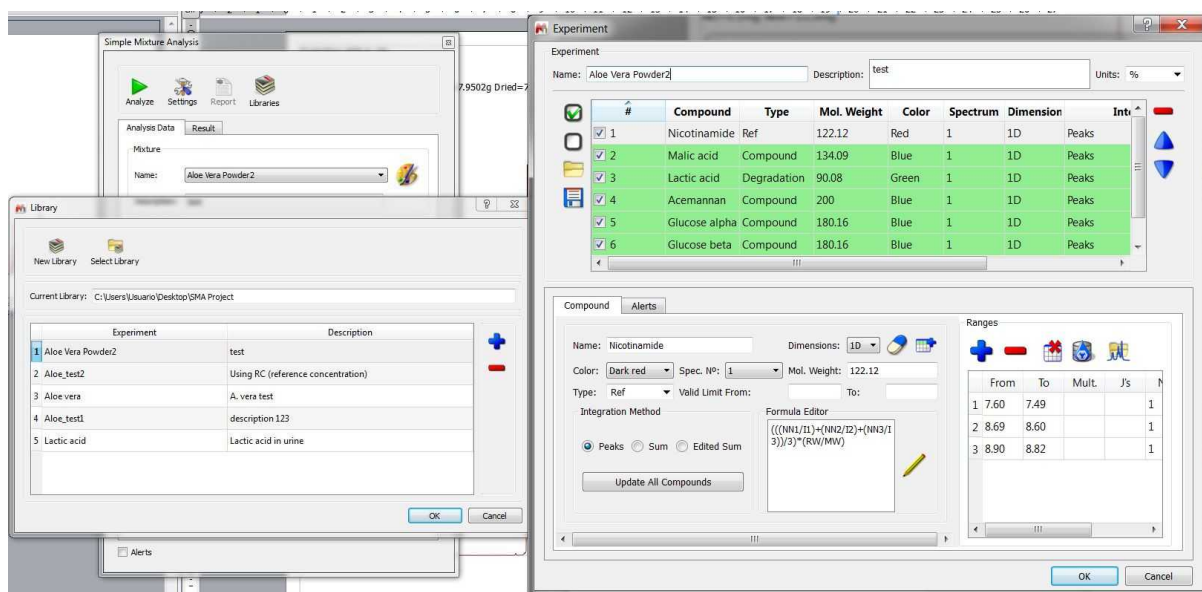 Simple Mixture Analysis
Analyze Settings Report Libraries
Analysis Data Result
Mixture
Name: Aloe Vera Powder2
7.9502g Dried=7
Alerts
Library
New Library Select Library
Current Library: C:\Users\Usuario\Desktop\SMA Project
Experiment Description
1 Aloe Vera Powder2 test
2 Aloe_test2 Using RC (reference concentration)
3 Aloe vera A. vera test
4 Aloe_test1 description 123
5 Lactic acid Lactic acid in urine
OK Cancel
Experiment
Experiment
Name: Aloe Vera Powder2 Description: test Units: %
# Compound Type Mol. Weight Color Spectrum Dimension Inte
1 Nicotinamide Ref 122.12 Red 1 1D Peaks
2 Malic acid Compound 134.09 Blue 1 1D Peaks
3 Lactic acid Degradation 90.08 Green 1 1D Peaks
4 Acemannan Compound 200 Blue 1 1D Peaks
5 Glucose alpha Compound 180.16 Blue 1 1D Peaks
6 Glucose beta Compound 180.16 Blue 1 1D Peaks
Compound Alerts
Name: Nicotinamide Dimensions: 1D
Color: Dark red Spec. Nº: 1 Mol. Weight: 122.12
Type: Ref Valid Limit From: To:
Integration Method
Peaks Sum Edited Sum
Update All Compounds
Formula Editor
(((NN1/I1)+(NN2/I2)+(NN3/I
3))/3)*(RW/MW)
Ranges
From To Mult. J's N
1 7.60 7.49 1
2 8.69 8.60 1
3 8.90 8.82 1
OK Cancel